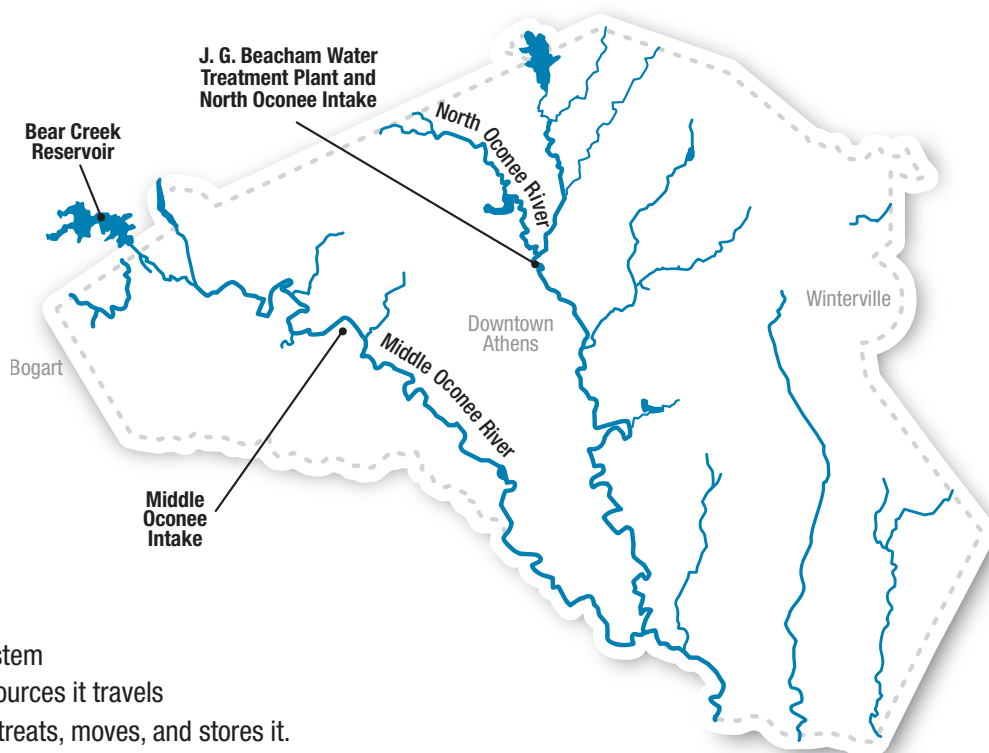 J. G. Beacham Water
Treatment Plant and
North Oconee Intake
Bear Creek
Reservoir
North Oconee River
Winterville
Downtown
Athens
Bogart
Middle Oconee River
Middle
Oconee
Intake
stem
ources it travels
treats, moves, and stores it.